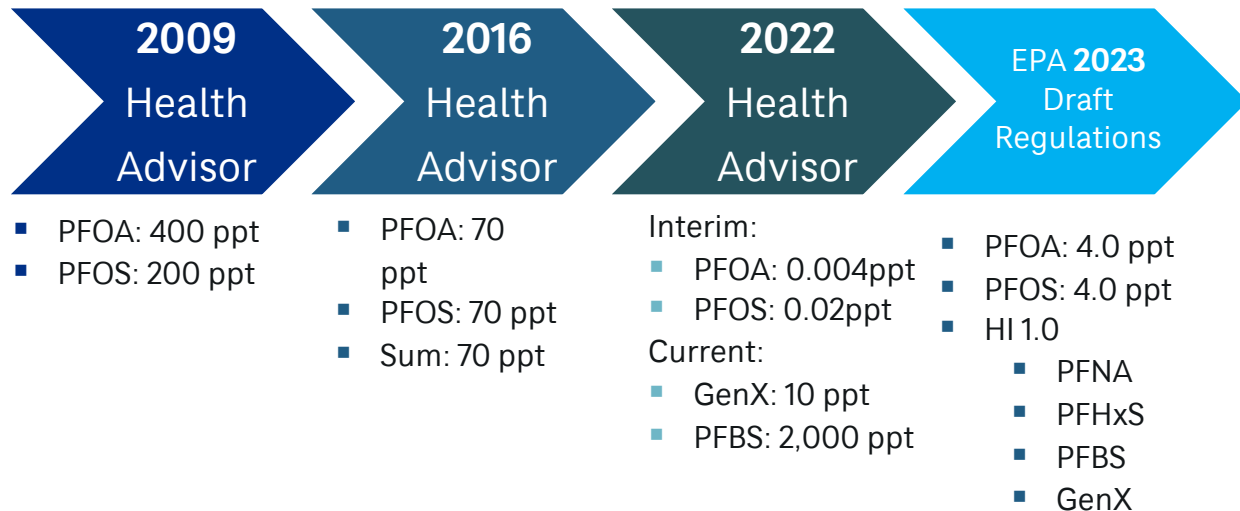 2009
Health
Advisor
PFOA: 400 ppt
PFOS: 200 ppt
2016
Health
Advisor
PFOA: 70
ppt
PFOS: 70 ppt
Sum: 70 ppt
2022
Health
Advisor
Interim:
PFOA: 0.004ppt
PFOS: 0.02ppt
Current:
GenX: 10 ppt
PFBS: 2,000 ppt
EPA 2023
Draft
Regulations
PFOA: 4.0 ppt
PFOS: 4.0 ppt
HI 1.0
PFNA
PFHxS
PFBS
GenX